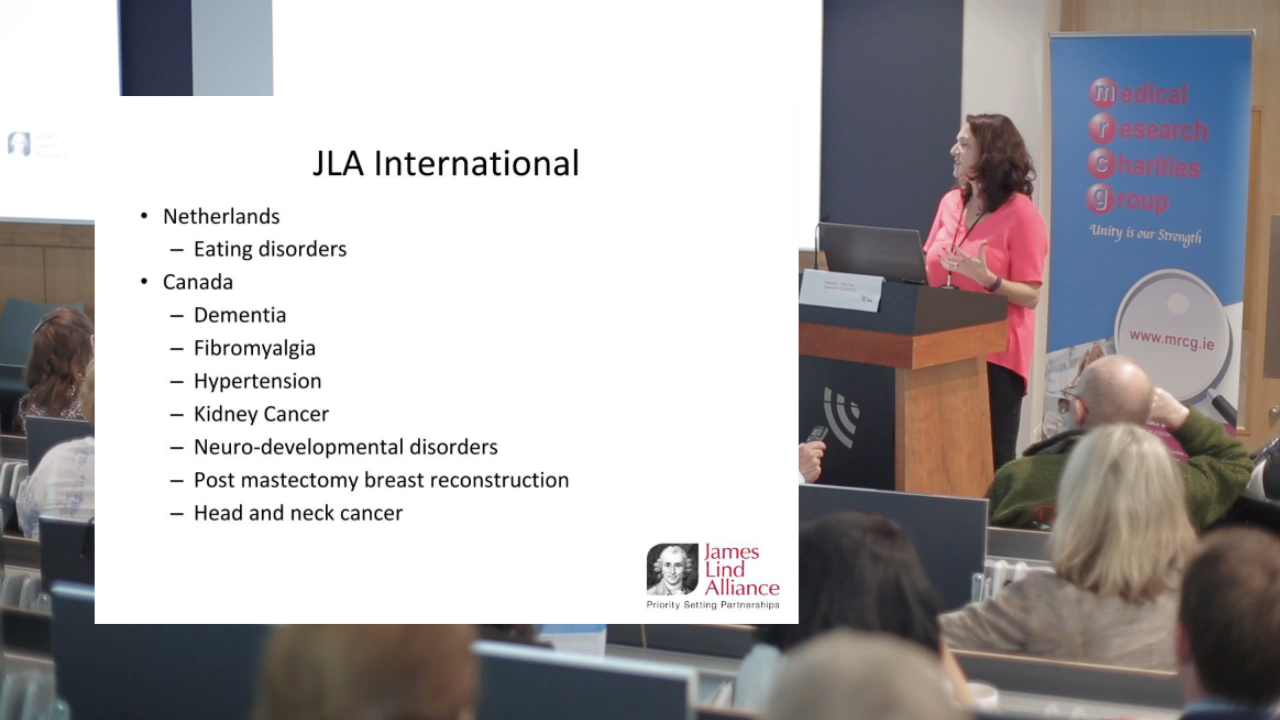 JLA International
• Netherlands
– Eating disorders
• Canada
– Dementia
– Fibromyalgia
– Hypertension
– Kidney Cancer
– Neuro-developmental disorders
– Post mastectomy breast reconstruction
– Head and neck cancer
James
Lind
Alliance
Priority Setting Partnerships
medical
research
charities
group
Unity is our Strength
www.mrcg.ie